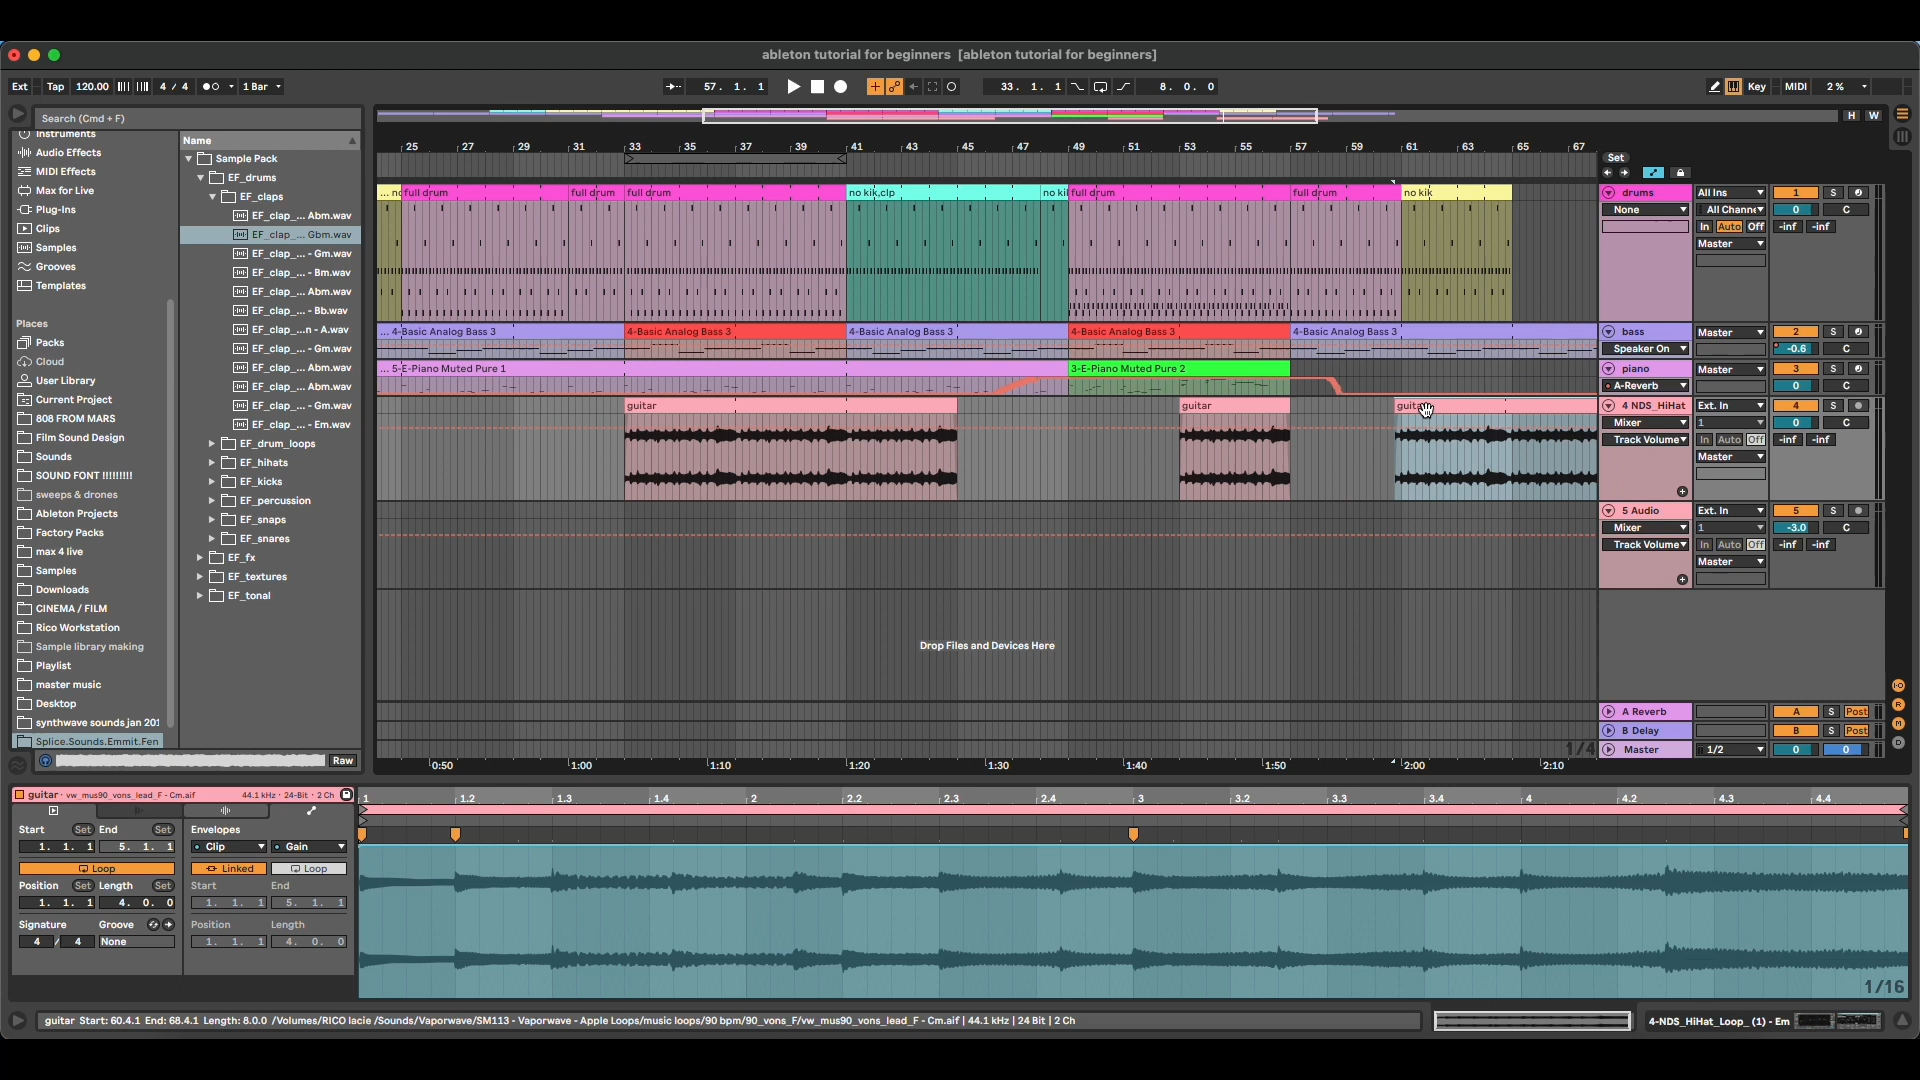 ableton tutorial for beginners [ableton tutorial for beginners]
Ext Tap 120.00 4 / 4 1 Bar 57. 1. 1 33. 1. 1 8. 0. 0 Key MIDI 2 %
Search (Cmd + F)
H W
Instruments
Audio Effects
MIDI Effects
Max for Live
Plug-Ins
Clips
Samples
Grooves
Templates
Places
Packs
Cloud
User Library
Current Project
808 FROM MARS
Film Sound Design
Sounds
SOUND FONT !!!!!!!!!
sweeps & drones
Ableton Projects
Factory Packs
max 4 live
Samples
Downloads
CINEMA / FILM
Rico Workstation
Sample library making
Playlist
master music
Desktop
synthwave sounds jan 201
Splice.Sounds.Emmit.Fen
Name
Sample Pack
EF_drums
EF_claps
EF_clap_... Abm.wav
EF_clap_... Gbm.wav
EF_clap_... - Gm.wav
EF_clap_... - Bm.wav
EF_clap_... Abm.wav
EF_clap_... - Bb.wav
EF_clap_...n - A.wav
EF_clap_... - Gm.wav
EF_clap_... Abm.wav
EF_clap_... Abm.wav
EF_clap_... - Gm.wav
EF_clap_... - Em.wav
EF_drum_loops
EF_hihats
EF_kicks
EF_percussion
EF_snaps
EF_snares
EF_fx
EF_textures
EF_tonal
Raw
25 27 29 31 33 35 37 39 41 43 45 47 49 51 53 55 57 59 61 63 65 67
Set
... no full drum full drum full drum no kik,clp no kil full drum full drum no kik
drums All Ins 1 S
None All Channe 0 C
In Auto Off -inf -inf
Master
... 4-Basic Analog Bass 3 4-Basic Analog Bass 3 4-Basic Analog Bass 3 4-Basic Analog Bass 3 4-Basic Analog Bass 3
bass Master 2 S
Speaker On -0.6 C
... 5-E-Piano Muted Pure 1 3-E-Piano Muted Pure 2
piano Master 3 S
A-Reverb 0 C
guitar guitar guita
4 NDS_HiHat Ext. In 4 S
Mixer 1 0 C
Track Volume In Auto Off -inf -inf
Master
5 Audio Ext. In 5 S
Mixer 1 -3.0 C
Track Volume In Auto Off -inf -inf
Master
Drop Files and Devices Here
A Reverb A S Post
B Delay B S Post
1/4 Master 1/2 0 0
0:50 1:00 1:10 1:20 1:30 1:40 1:50 2:00 2:10
I-O
R
M
D
guitar · vw_mus90_vons_lead_F - Cm.aif 44.1 kHz · 24-Bit · 2 Ch
Start Set End Set
1. 1. 1 5. 1. 1
Loop
Position Set Length Set
1. 1. 1 4. 0. 0
Signature Groove
4 / 4 None
Envelopes
Clip Gain
Linked Loop
Start End
1. 1. 1 5. 1. 1
Position Length
1. 1. 1 4. 0. 0
1 1.2 1.3 1.4 2 2.2 2.3 2.4 3 3.2 3.3 3.4 4 4.2 4.3 4.4
1/16
guitar Start: 60.4.1 End: 68.4.1 Length: 8.0.0 /Volumes/RICO lacie /Sounds/Vaporwave/SM113 - Vaporwave - Apple Loops/music loops/90 bpm/90_vons_F/vw_mus90_vons_lead_F - Cm.aif | 44.1 kHz | 24 Bit | 2 Ch
4-NDS_HiHat_Loop_ (1) - Em